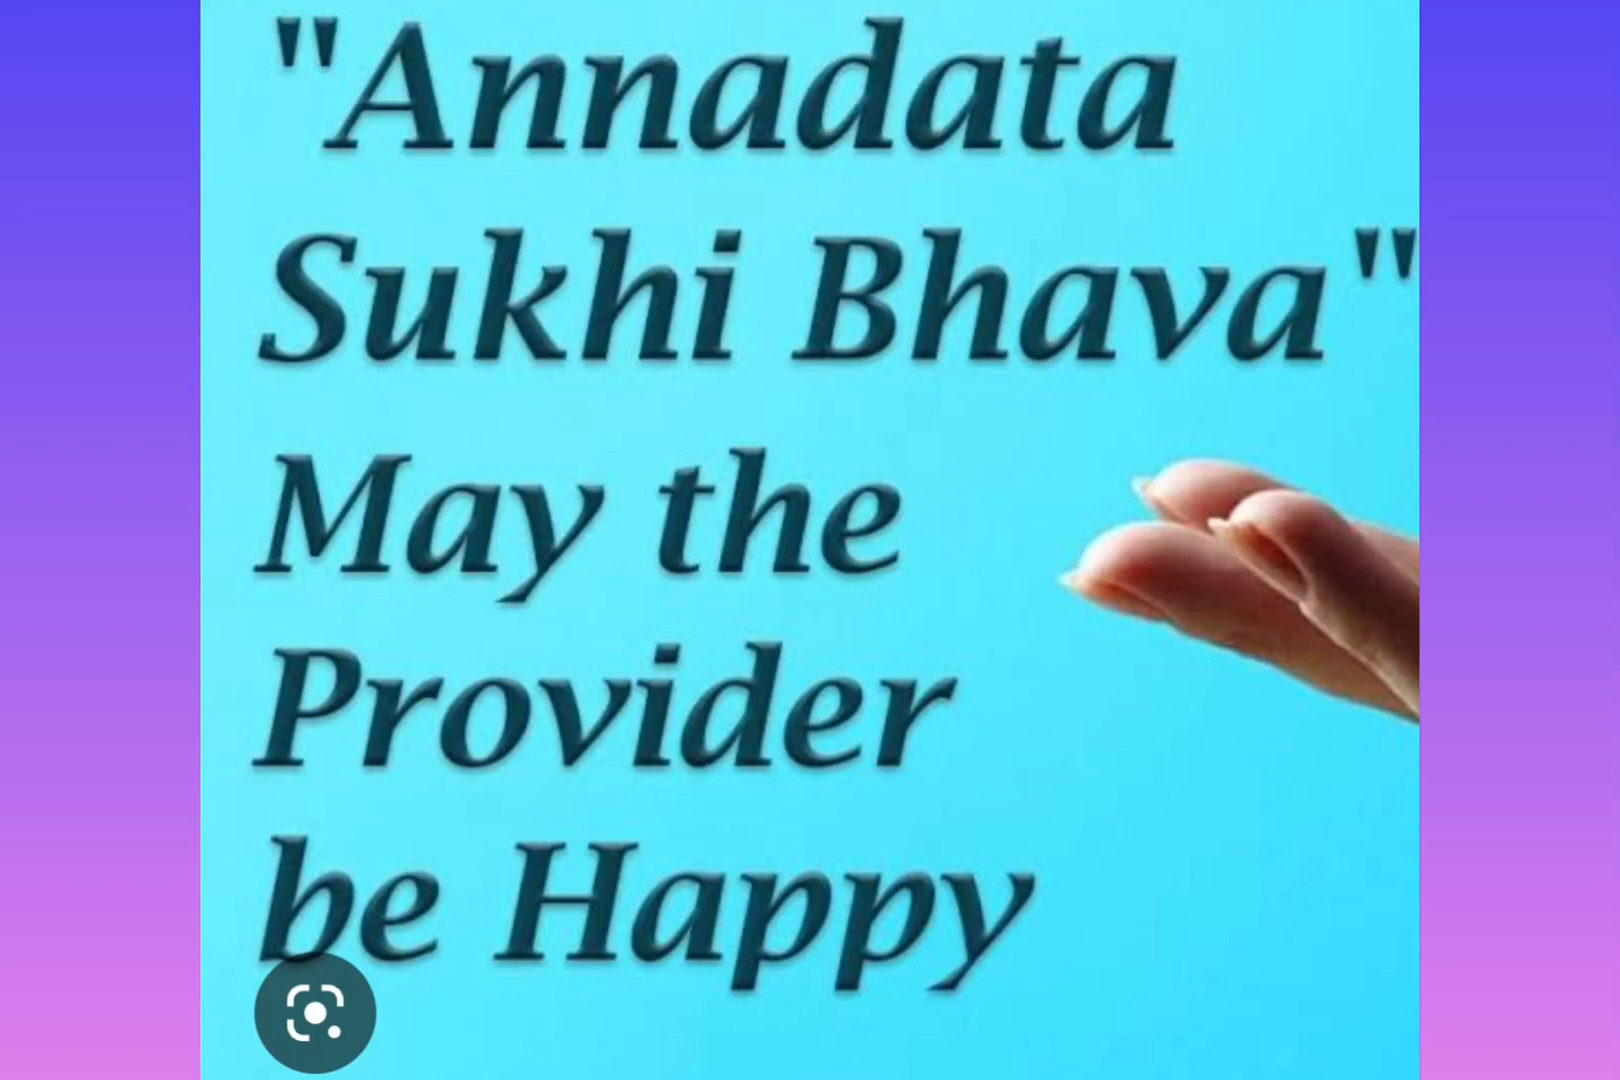 "Annadata
Sukhi Bhava"
May the
Provider
be Happy